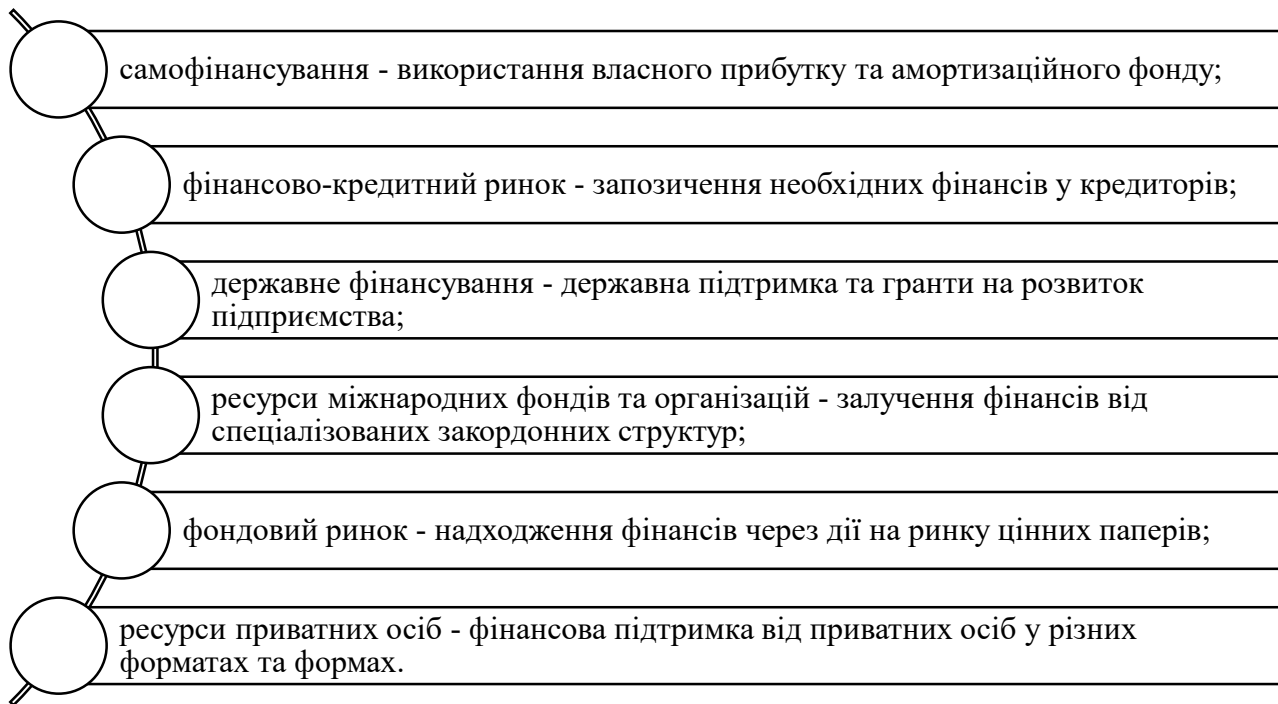 самофінансування - використання власного прибутку та амортизаційного фонду;
фінансово-кредитний ринок - запозичення необхідних фінансів у кредиторів;
державне фінансування - державна підтримка та гранти на розвиток
підприємства;
ресурси міжнародних фондів та організацій - залучення фінансів від
спеціалізованих закордонних структур;
фондовий ринок - надходження фінансів через дії на ринку цінних паперів;
ресурси приватних осіб - фінансова підтримка від приватних осіб у різних
форматах та формах.